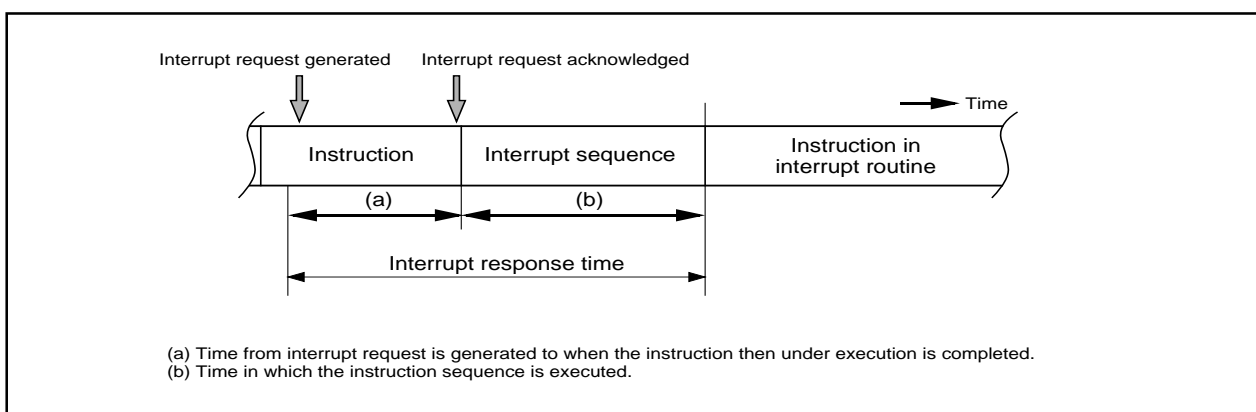 Interrupt request generated
Interrupt request acknowledged
Time
Instruction
Interrupt sequence
Instruction in
interrupt routine
(a)
(b)
Interrupt response time
(a) Time from interrupt request is generated to when the instruction then under execution is completed.
(b) Time in which the instruction sequence is executed.